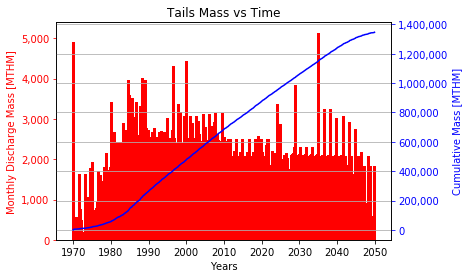 Tails Mass vs Time
Monthly Discharge Mass [MTHM]
5,000
4,000
3,000
2,000
1,000
0
1,400,000
1,200,000
1,000,000
800,000
600,000
400,000
200,000
0
Cumulative Mass [MTHM]
1970 1980 1990 2000 2010 2020 2030 2040 2050
Years